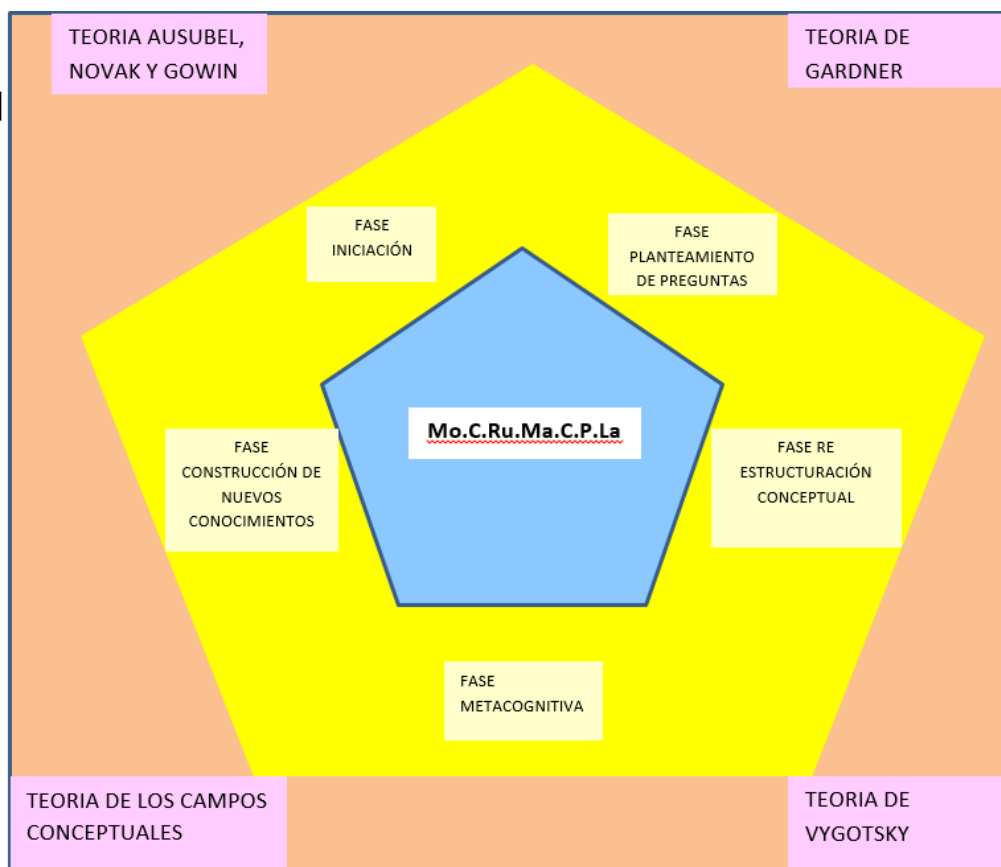 TEORIA AUSUBEL,
NOVAK Y GOWIN
TEORIA DE
GARDNER
FASE
INICIACIÓN
FASE
PLANTEAMIENTO
DE PREGUNTAS
Mo.C.Ru.Ma.C.P.La
FASE
CONSTRUCCIÓN DE
NUEVOS
CONOCIMIENTOS
FASE RE
ESTRUCTURACIÓN
CONCEPTUAL
FASE
METACOGNITIVA
TEORIA DE LOS CAMPOS
CONCEPTUALES
TEORIA DE
VYGOTSKY